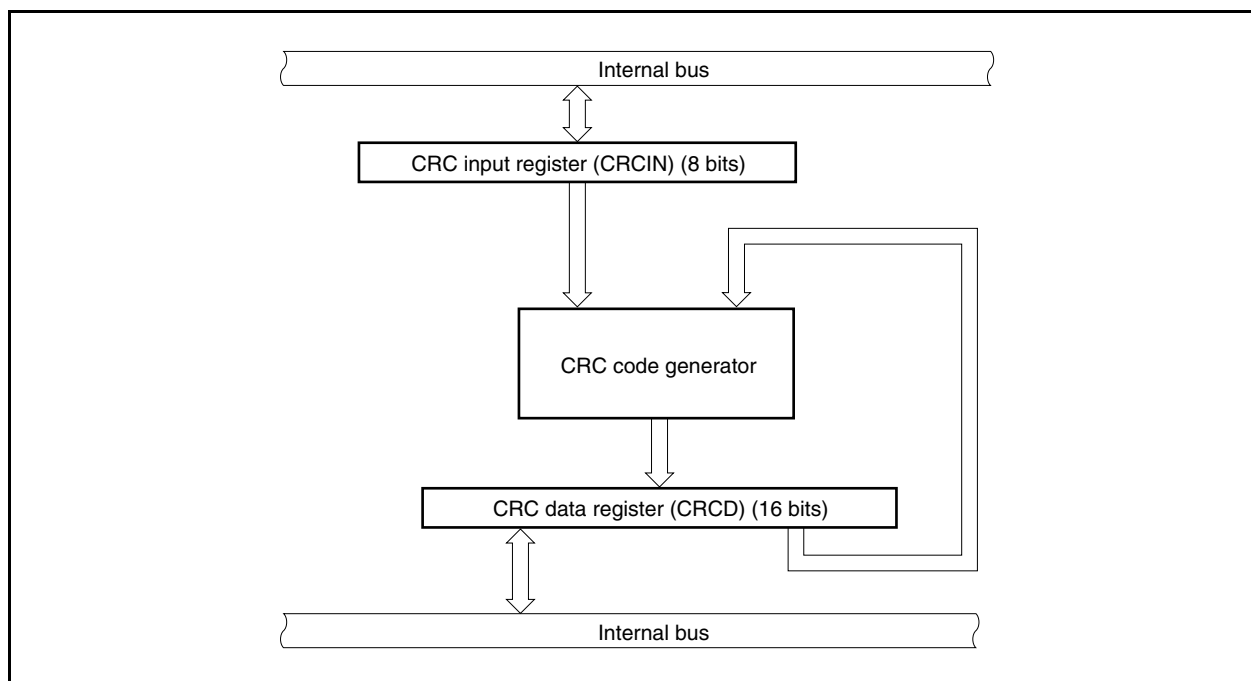 Internal bus
CRC input register (CRCIN) (8 bits)
CRC code generator
CRC data register (CRCD) (16 bits)
Internal bus